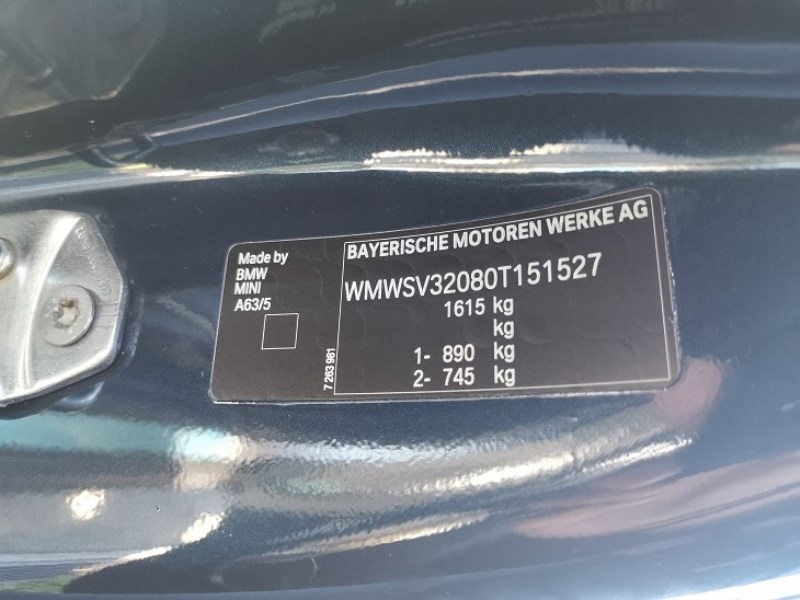 Made by
BMW
MINI
A63/5
7 263 981
BAYERISCHE MOTOREN WERKE AG
WMWSV32080T151527
1615 kg
kg
1- 890 kg
2- 745 kg